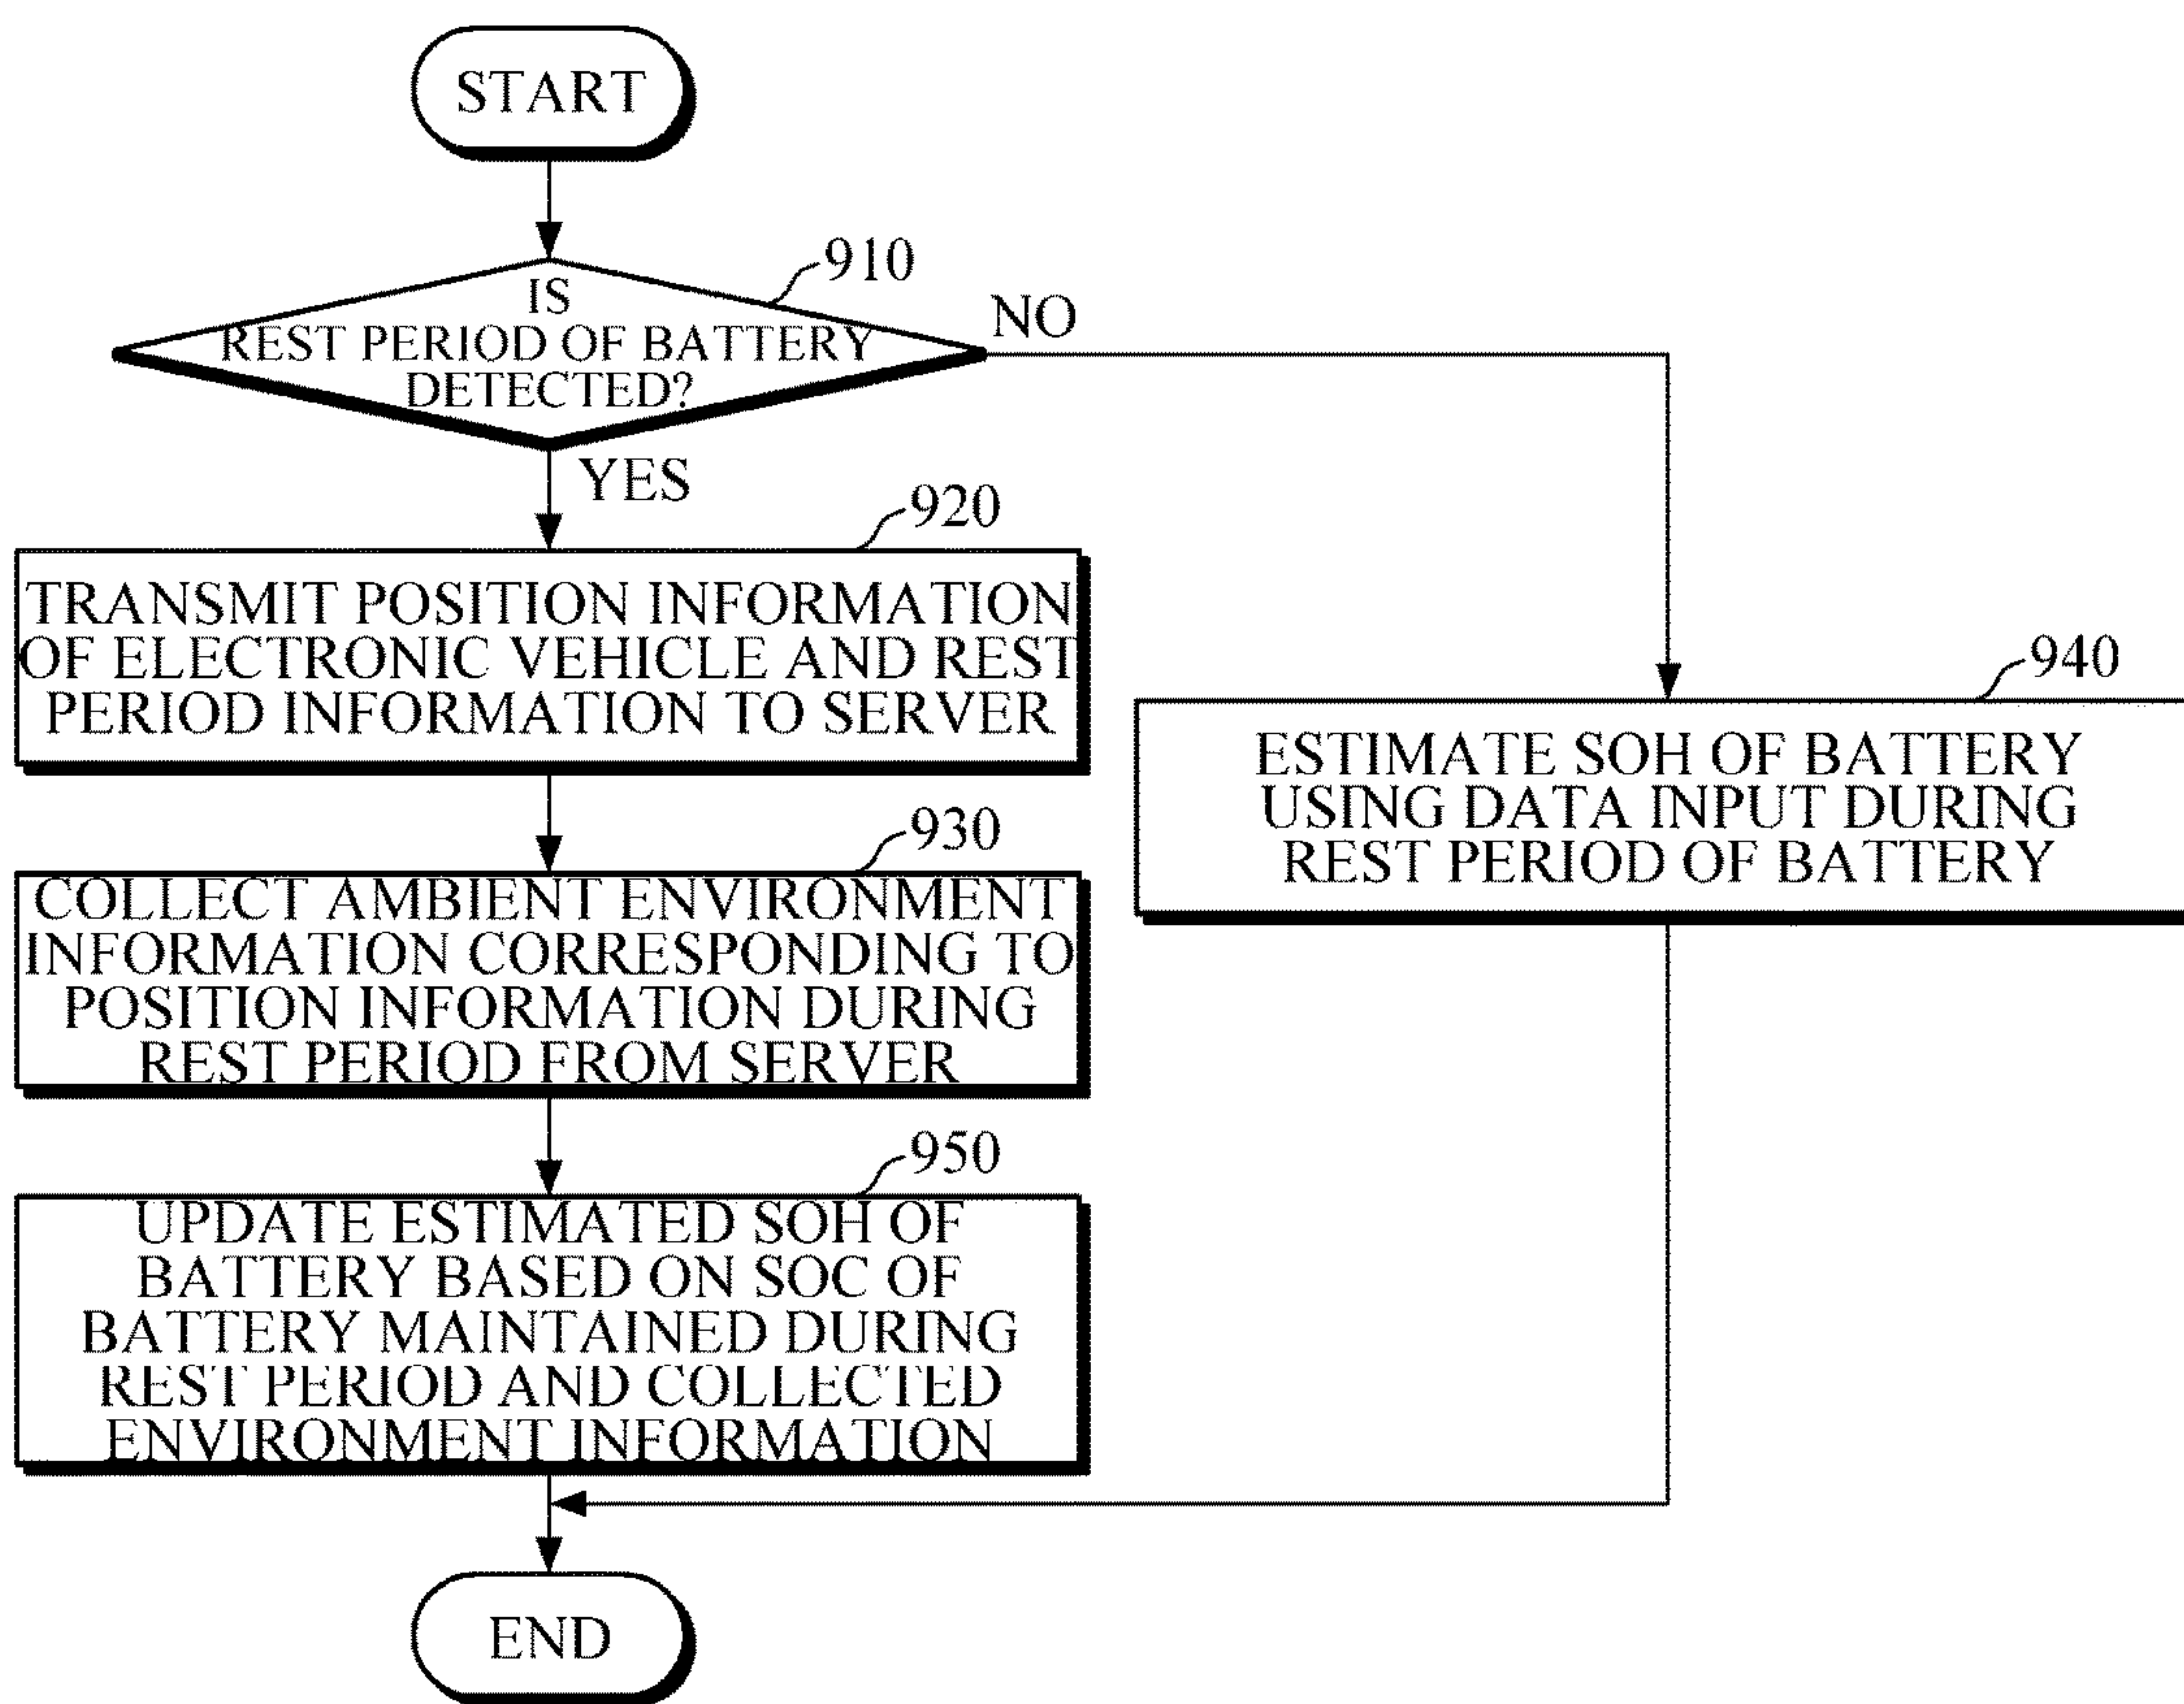 START
910
IS
REST PERIOD OF BATTERY
DETECTED?
NO
YES
920
TRANSMIT POSITION INFORMATION
OF ELECTRONIC VEHICLE AND REST
PERIOD INFORMATION TO SERVER
940
ESTIMATE SOH OF BATTERY
USING DATA INPUT DURING
REST PERIOD OF BATTERY
930
COLLECT AMBIENT ENVIRONMENT
INFORMATION CORRESPONDING TO
POSITION INFORMATION DURING
REST PERIOD FROM SERVER
950
UPDATE ESTIMATED SOH OF
BATTERY BASED ON SOC OF
BATTERY MAINTAINED DURING
REST PERIOD AND COLLECTED
ENVIRONMENT INFORMATION
END